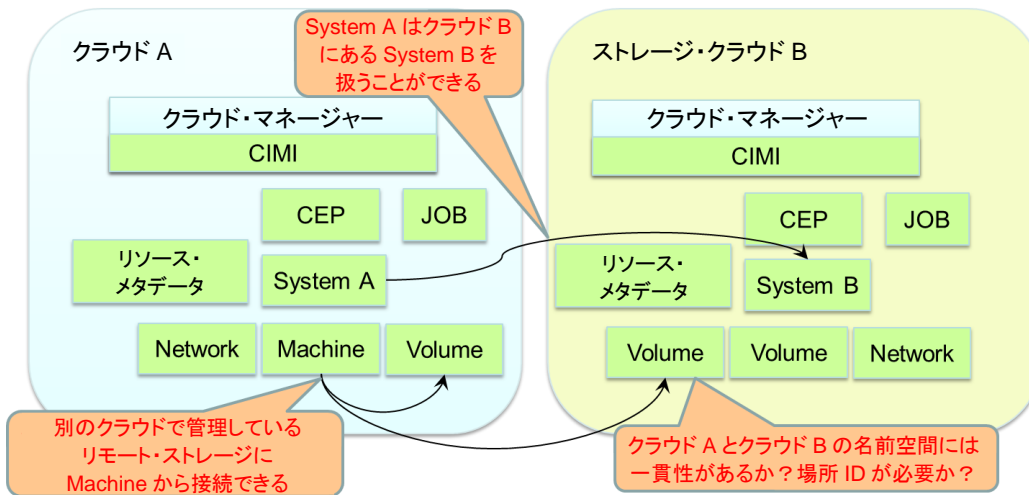 クラウド A
System A はクラウド B
にある System B を
扱うことができる
ストレージ・クラウド B
クラウド・マネージャー
CIMI
CEP
JOB
リソース・
メタデータ
System A
Network
Machine
Volume
クラウド・マネージャー
CIMI
CEP
JOB
リソース・
メタデータ
System B
Volume
Volume
Network
別のクラウドで管理している
リモート・ストレージに
Machine から接続できる
クラウド A とクラウド B の名前空間には
一貫性があるか？場所 ID が必要か？